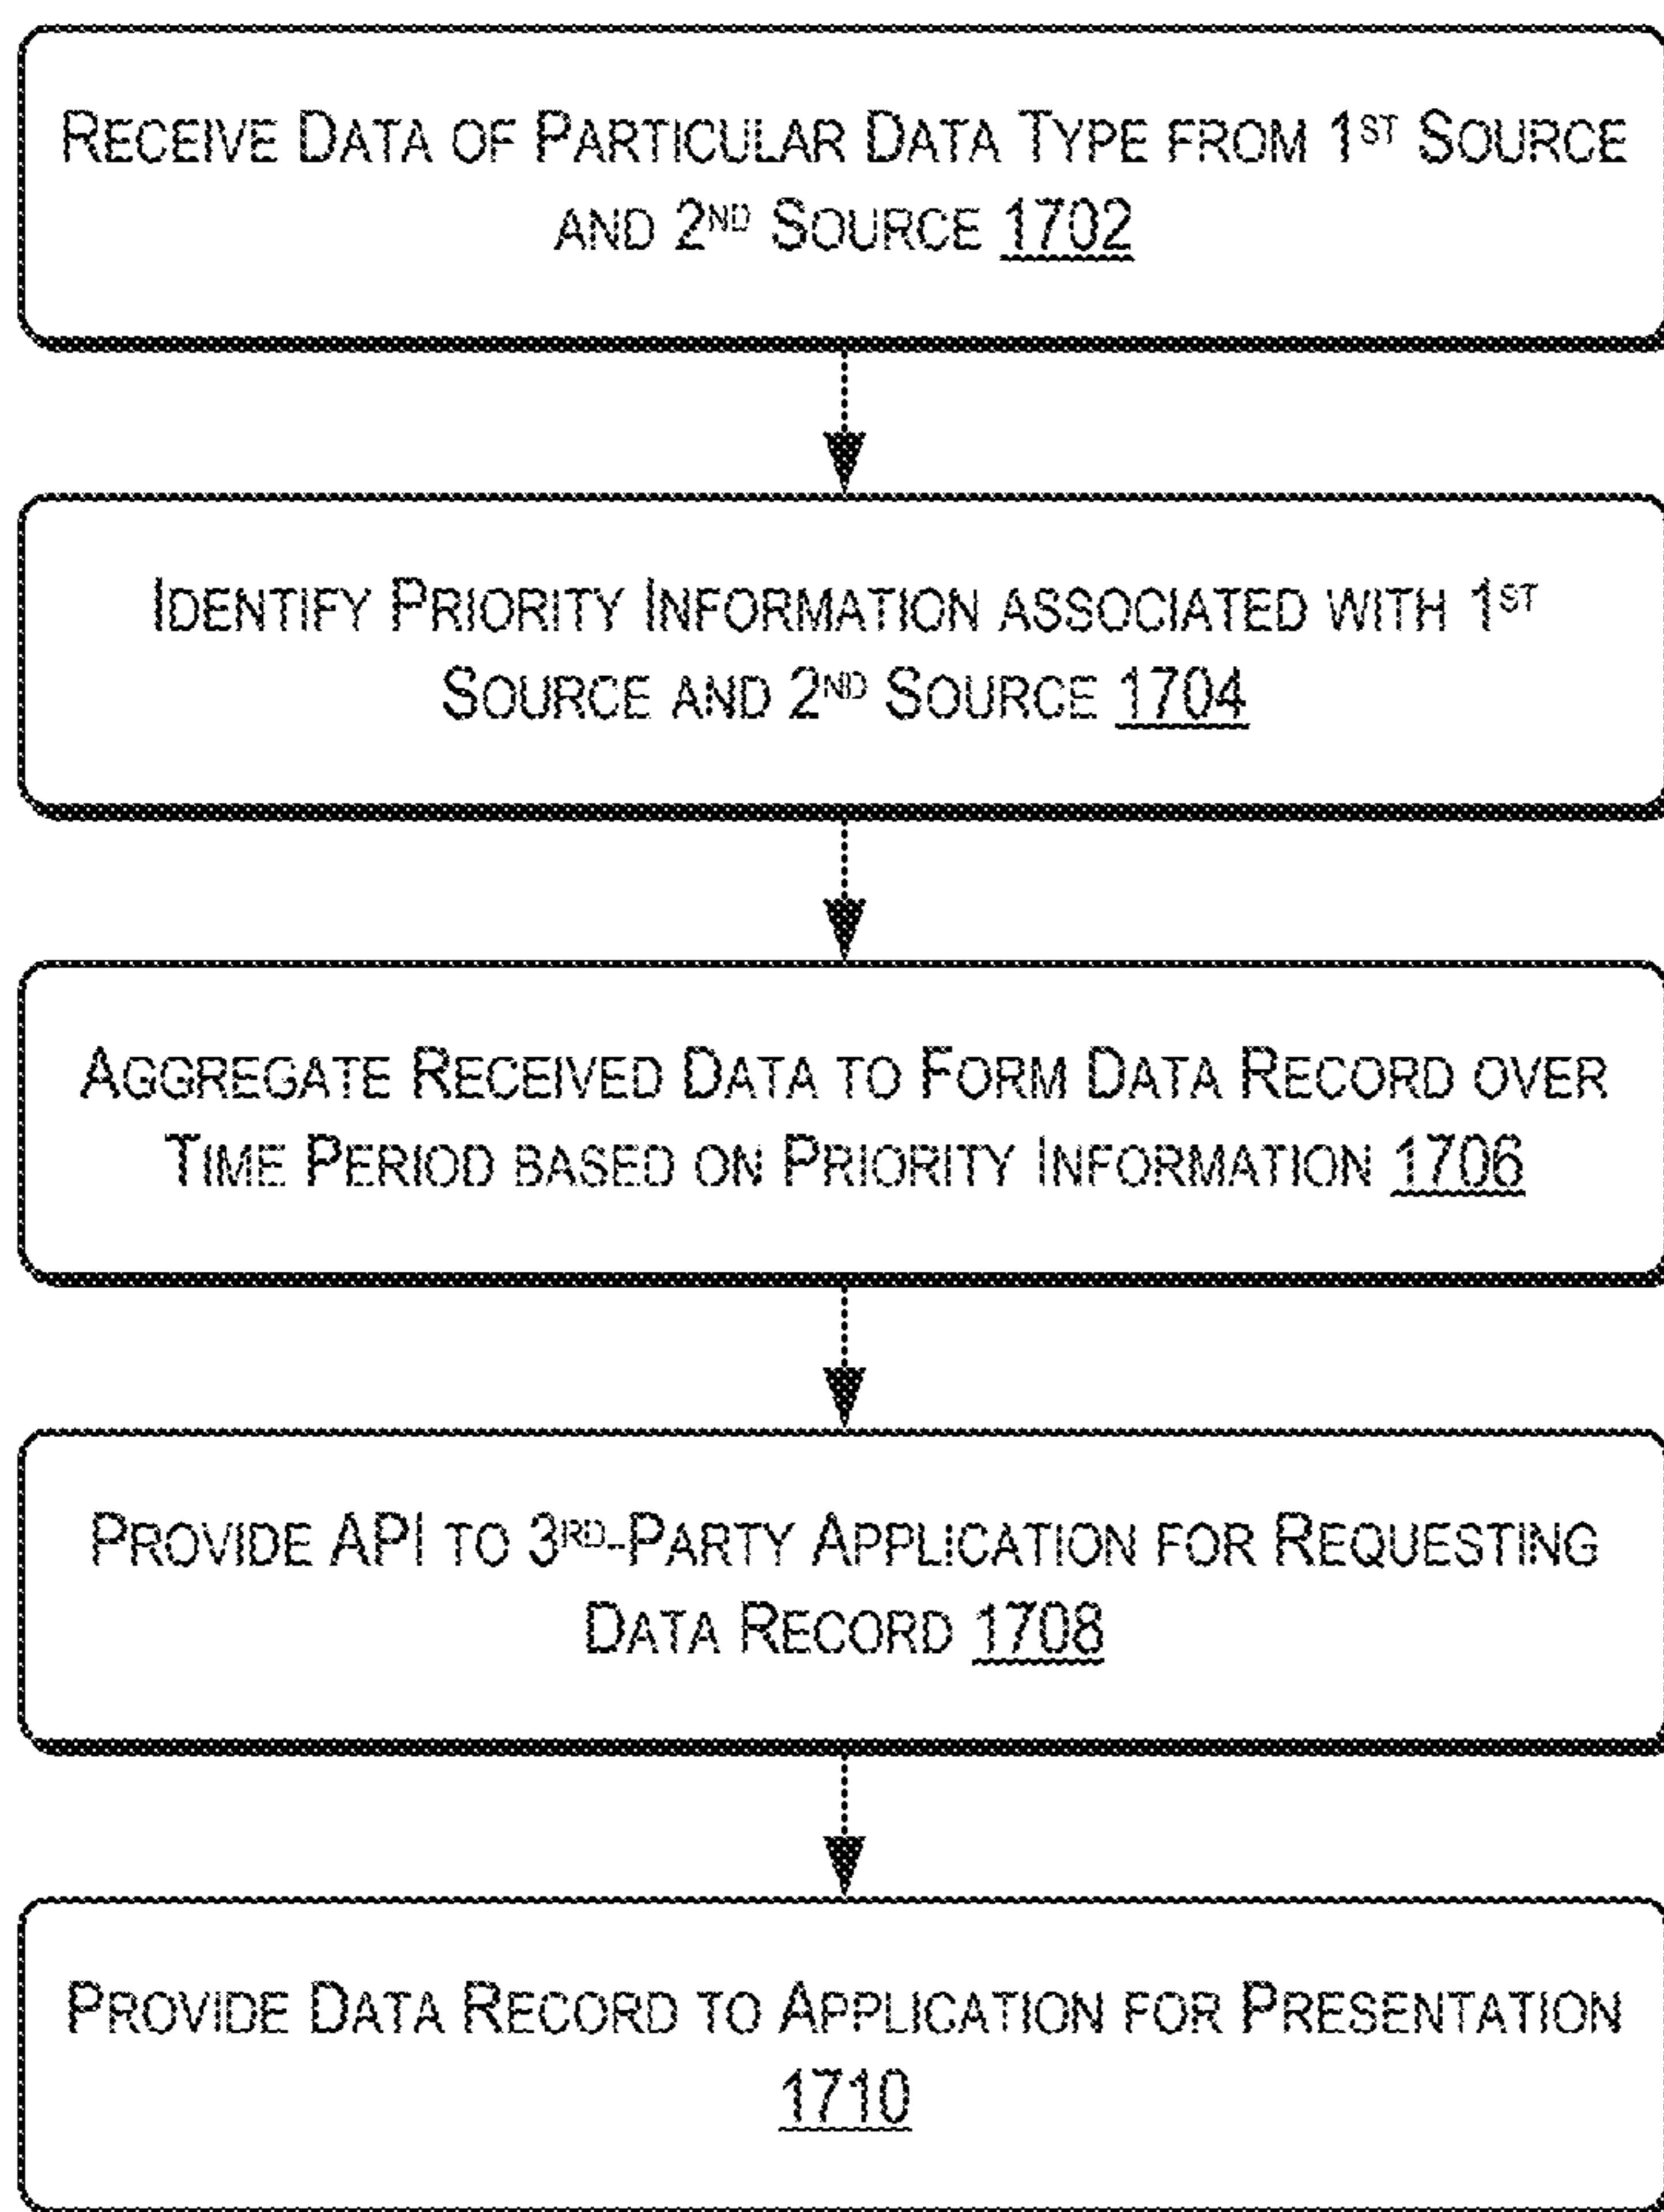 RECEIVE DATA OF PARTICULAR DATA TYPE FROM 1ST SOURCE
AND 2ND SOURCE 1702
IDENTIFY PRIORITY INFORMATION ASSOCIATED WITH 1ST
SOURCE AND 2ND SOURCE 1704
AGGREGATE RECEIVED DATA TO FORM DATA RECORD OVER
TIME PERIOD BASED ON PRIORITY INFORMATION 1706
PROVIDE API TO 3RD-PARTY APPLICATION FOR REQUESTING
DATA RECORD 1708
PROVIDE DATA RECORD TO APPLICATION FOR PRESENTATION
1710